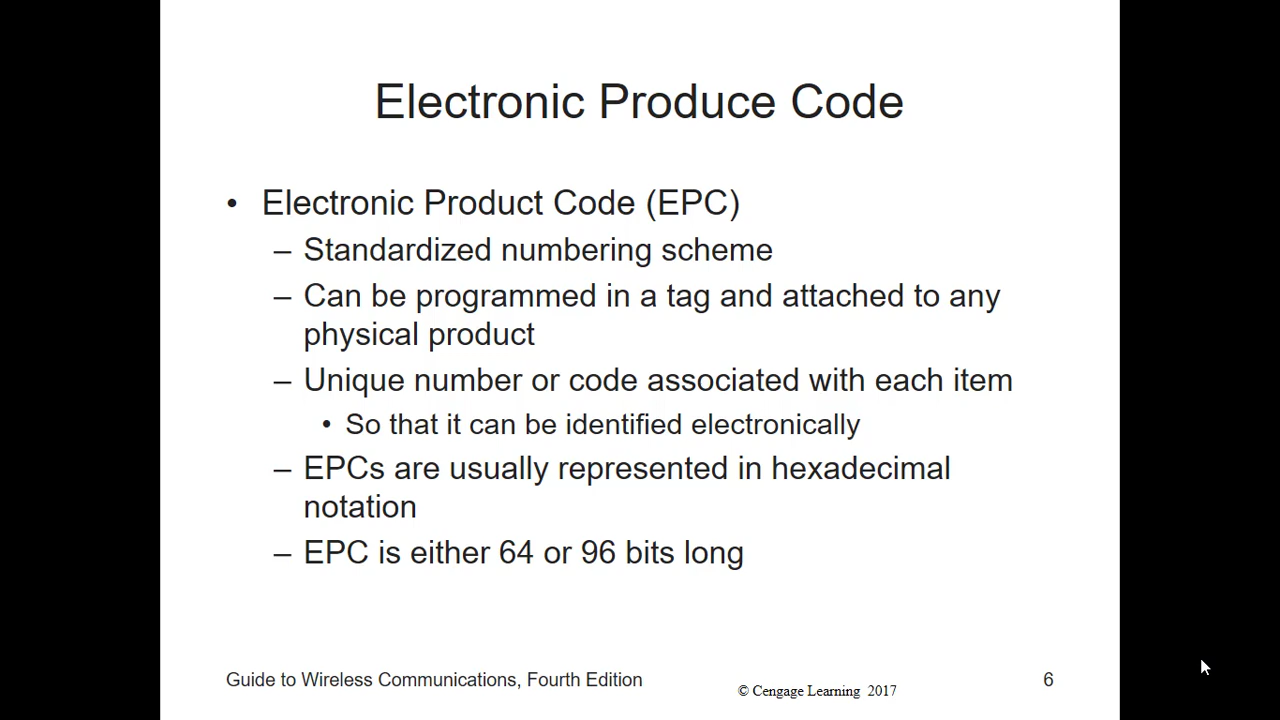 Electronic Produce Code
• Electronic Product Code (EPC)
– Standardized numbering scheme
– Can be programmed in a tag and attached to any
physical product
– Unique number or code associated with each item
• So that it can be identified electronically
– EPCs are usually represented in hexadecimal
notation
– EPC is either 64 or 96 bits long
Guide to Wireless Communications, Fourth Edition
© Cengage Learning 2017
6